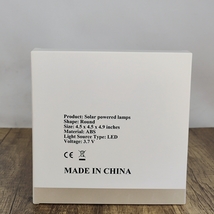 Product: Solar powered lamps
Shape: Round
Size: 4.5 x 4.5 x 4.9 inches
Material: ABS
Light Source Type: LED
Voltage: 3.7 V
CE
MADE IN CHINA